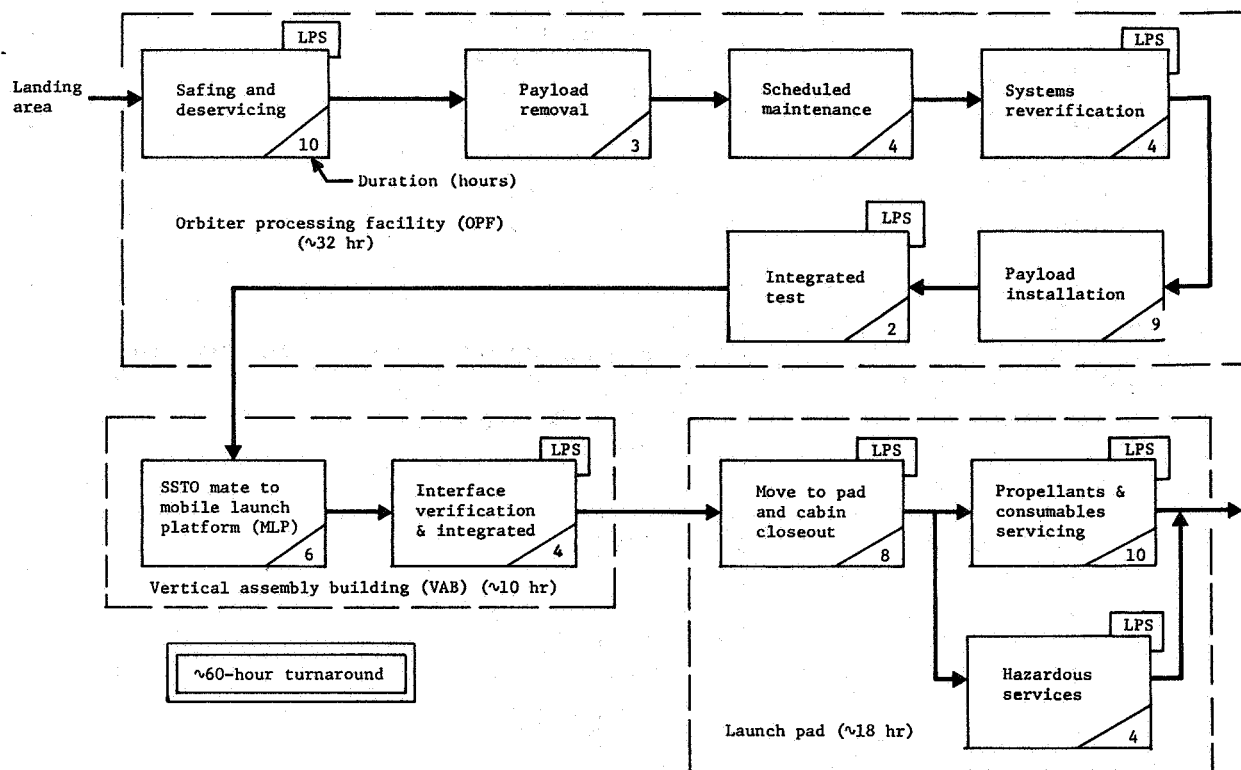 LPS
Landing
area
Safing and
deservicing
10
Payload
removal
3
Scheduled
maintenance
4
LPS
Systems
reverification
4
Duration (hours)
Orbiter processing facility (OPF)
(~32 hr)
LPS
Integrated
test
2
Payload
installation
9
SSTO mate to
mobile launch
platform (MLP)
6
LPS
Interface
verification
& integrated
4
Vertical assembly building (VAB) (~10 hr)
LPS
Move to pad
and cabin
closeout
8
LPS
Propellants &
consumables
servicing
10
LPS
Hazardous
services
4
~60-hour turnaround
Launch pad (~18 hr)